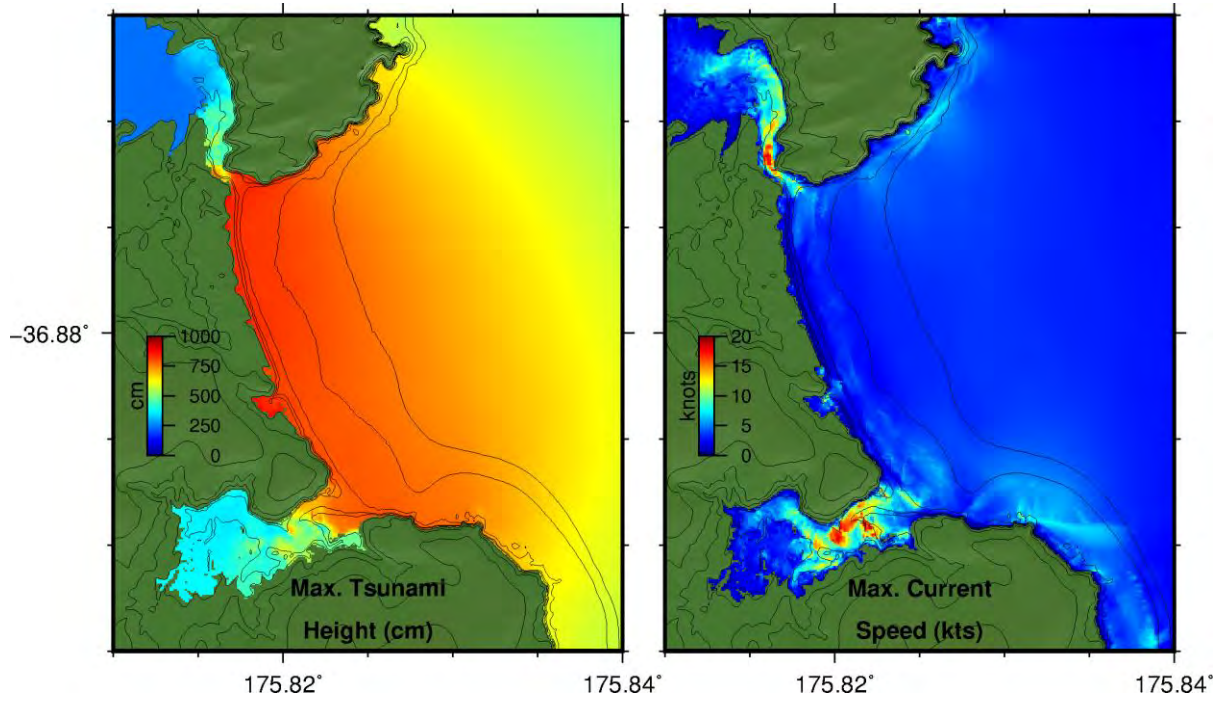 −36.88°
1000
750
500
250
0
cm
Max. Tsunami
Height (cm)
175.82°
175.84°
20
15
10
5
0
knots
Max. Current
Speed (kts)
175.82°
175.84°